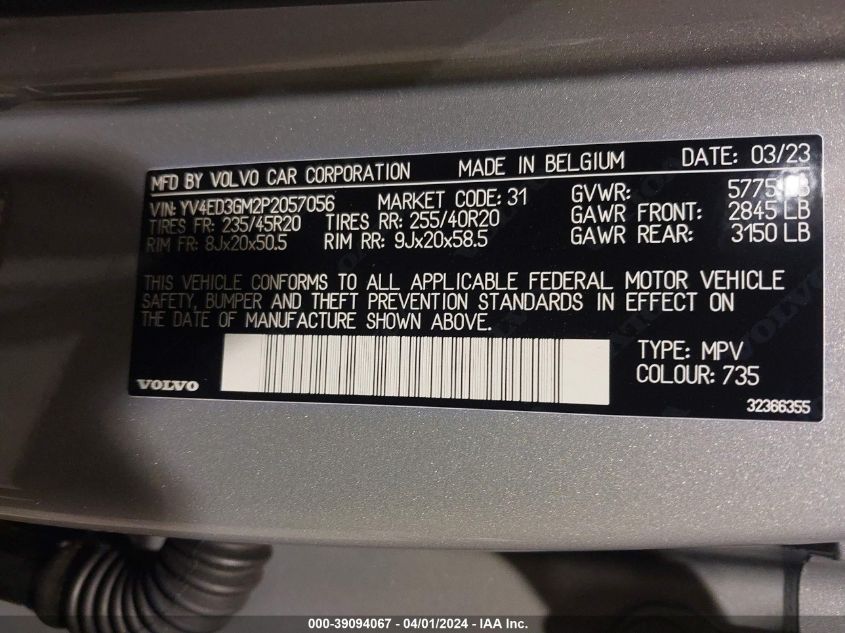 MFD BY VOLVO CAR CORPORATION MADE IN BELGIUM DATE: 03/23
VIN: YV4ED3GM2P2057056 MARKET CODE: 31 GVWR: 5775 LB
TIRES FR: 235/45R20 TIRES RR: 255/40R20 GAWR FRONT: 2845 LB
RIM FR: 8Jx20x50.5 RIM RR: 9Jx20x58.5 GAWR REAR: 3150 LB
THIS VEHICLE CONFORMS TO ALL APPLICABLE FEDERAL MOTOR VEHICLE
SAFETY, BUMPER AND THEFT PREVENTION STANDARDS IN EFFECT ON
THE DATE OF MANUFACTURE SHOWN ABOVE.
TYPE: MPV
COLOUR: 735
VOLVO
32366355
000-39094067 - 04/01/2024 - IAA Inc.